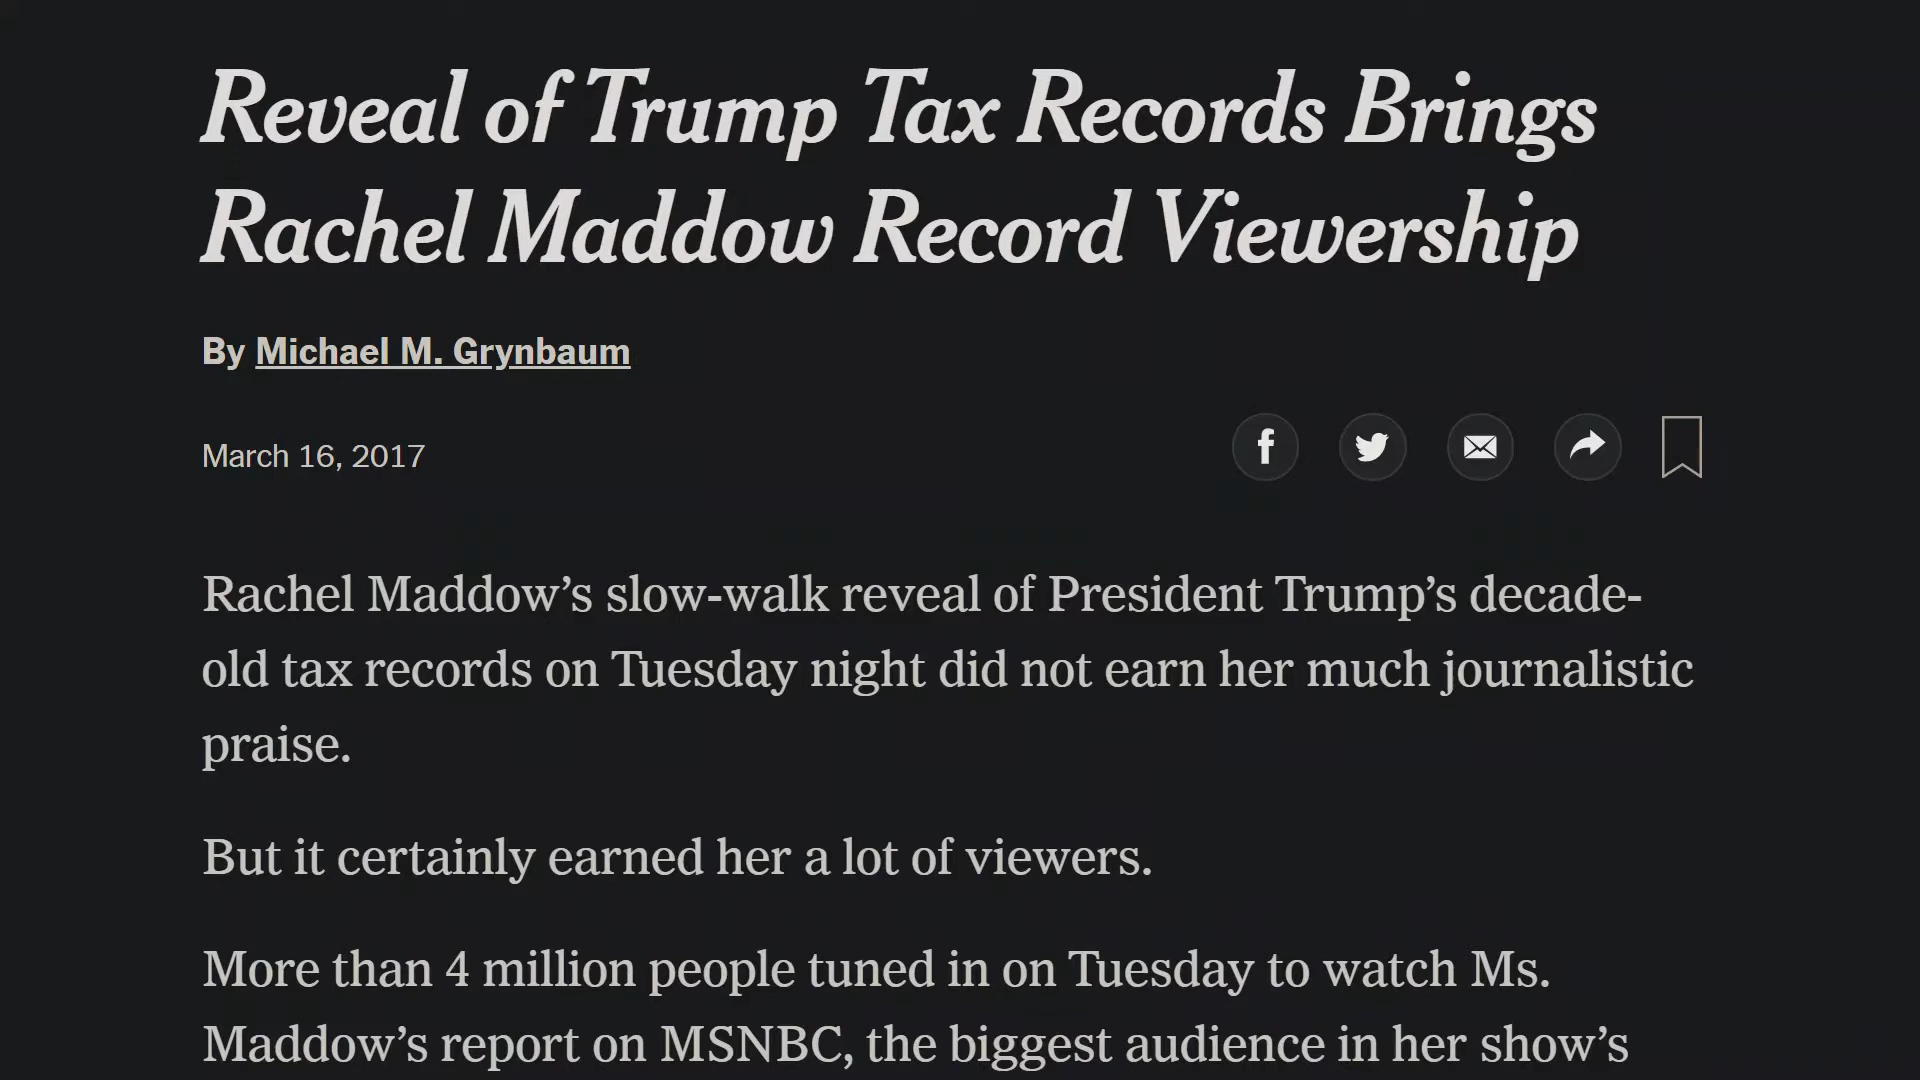 Reveal of Trump Tax Records Brings
Rachel Maddow Record Viewership
By Michael M. Grynbaum
March 16, 2017
Rachel Maddow’s slow-walk reveal of President Trump’s decade-
old tax records on Tuesday night did not earn her much journalistic
praise.
But it certainly earned her a lot of viewers.
More than 4 million people tuned in on Tuesday to watch Ms.
Maddow’s report on MSNBC, the biggest audience in her show’s